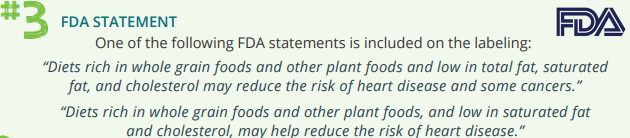 #3
FDA STATEMENT
FDA
One of the following FDA statements is included on the labeling:
“Diets rich in whole grain foods and other plant foods and low in total fat, saturated
fat, and cholesterol may reduce the risk of heart disease and some cancers.”
“Diets rich in whole grain foods and other plant foods, and low in saturated fat
and cholesterol, may help reduce the risk of heart disease.”